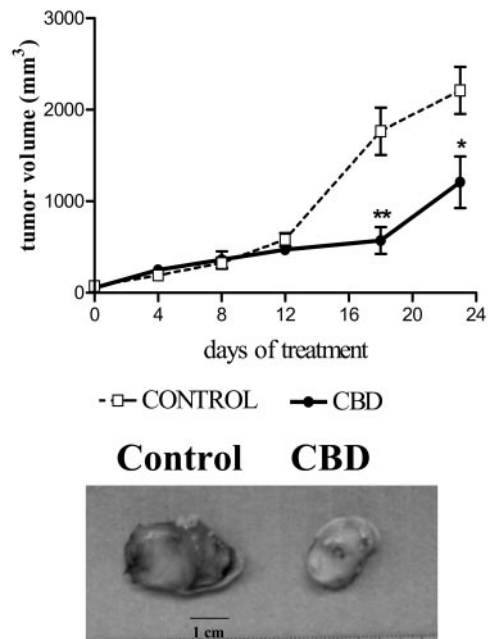 3000
2000
1000
0
tumor volume (mm³)
**
*
0 4 8 12 16 20 24
days of treatment
CONTROL CBD
Control CBD
1 cm